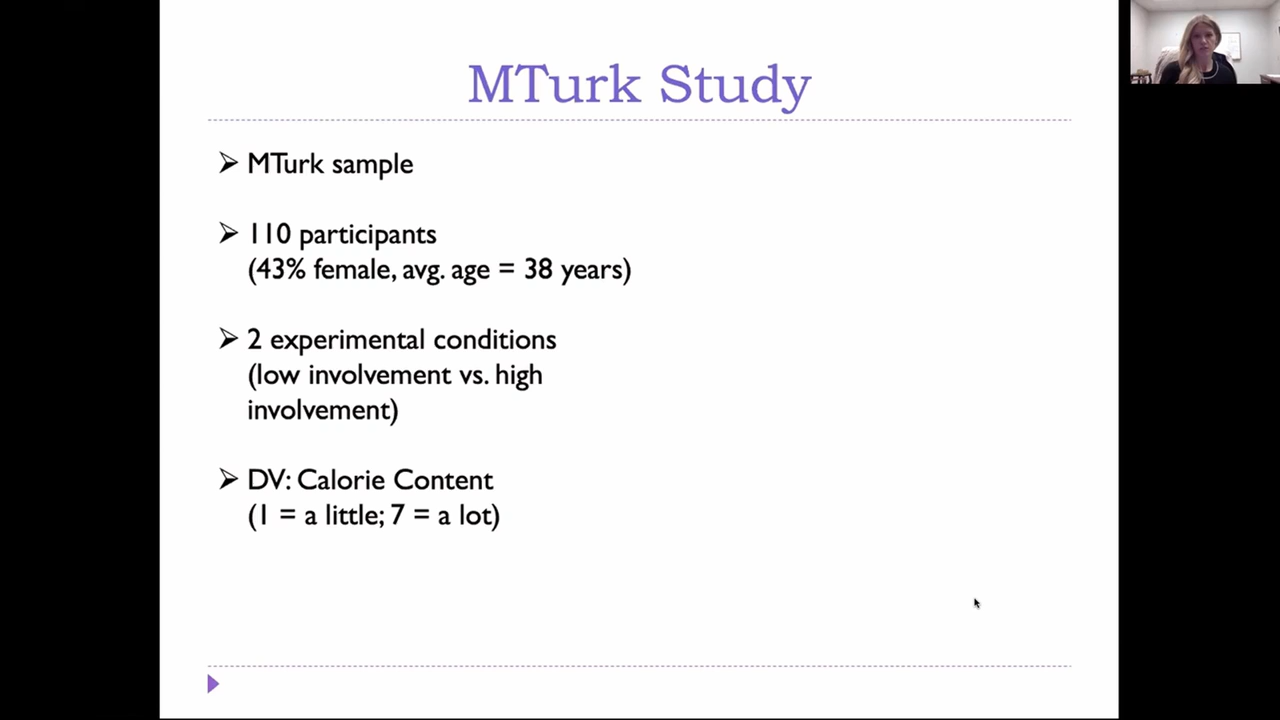 MTurk Study
MTurk sample
110 participants
(43% female, avg. age = 38 years)
2 experimental conditions
(low involvement vs. high
involvement)
DV: Calorie Content
(1 = a little; 7 = a lot)